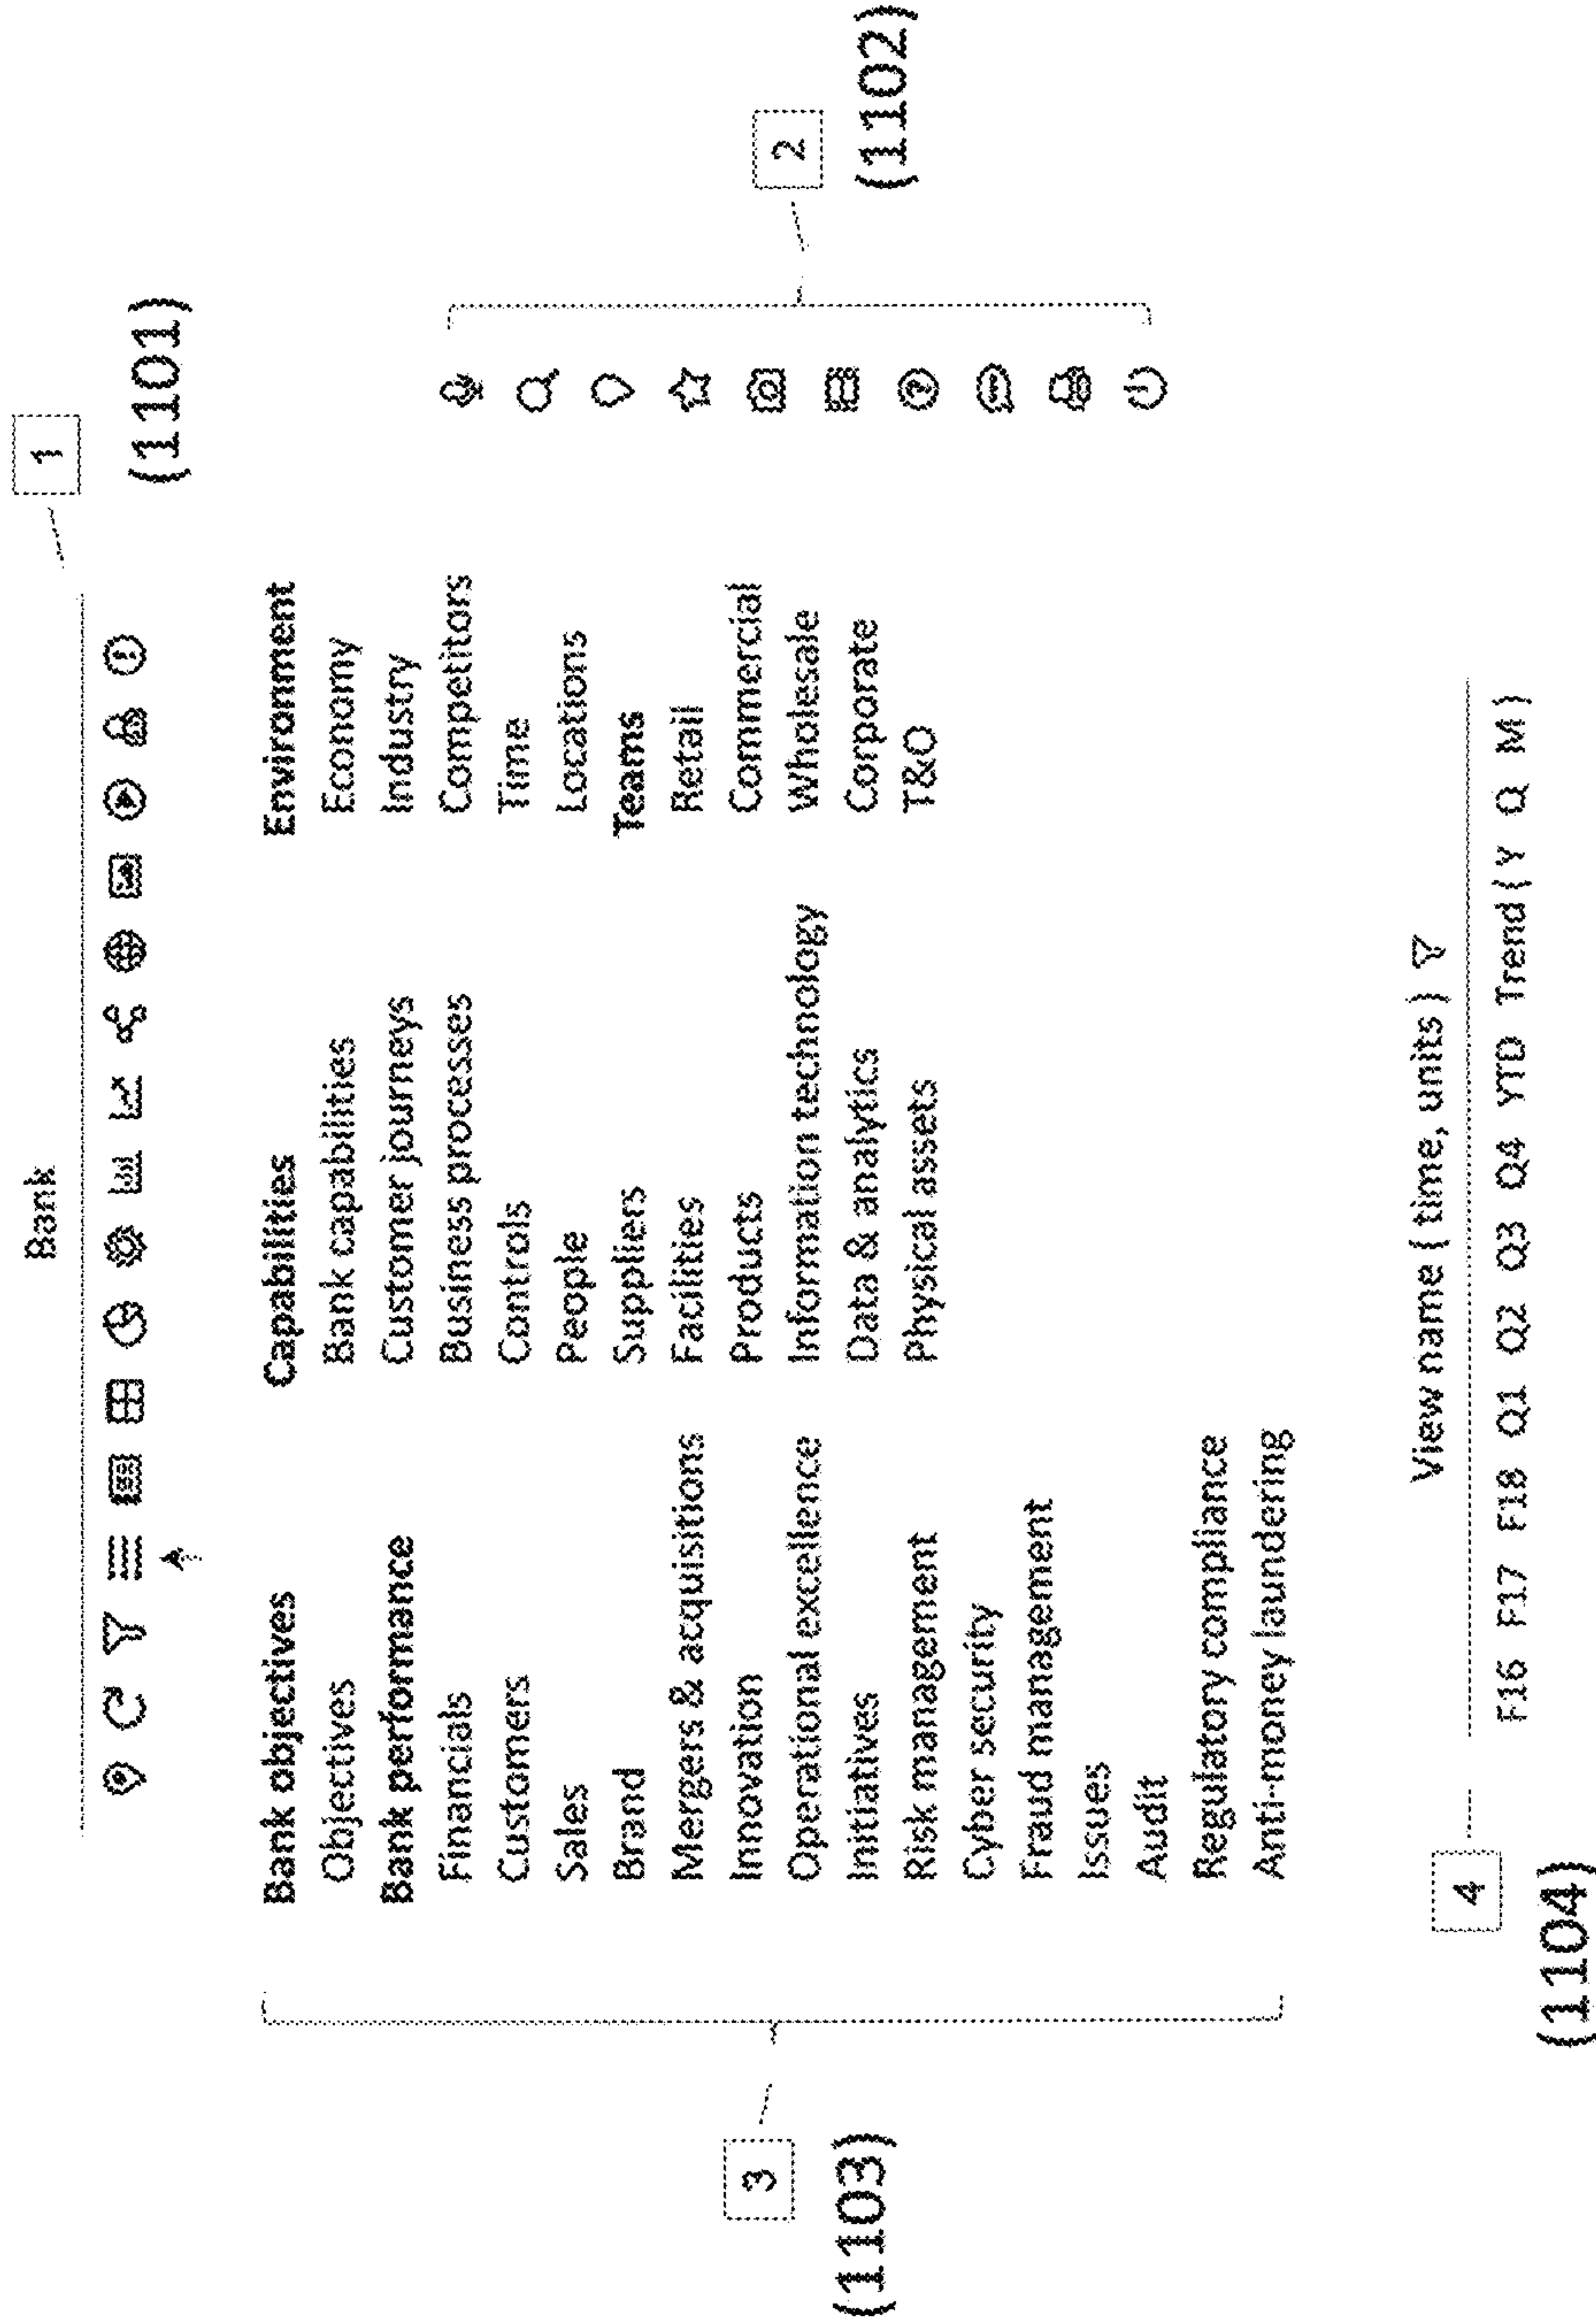 Bank
1
(1101)
Bank objectives
Objectives
Bank performance
Financials
Customers
Sales
Brand
Mergers & acquisitions
Innovation
Operational excellence
Initiatives
Risk management
Cyber security
Fraud management
Issues
Audit
Regulatory compliance
Anti-money laundering
Capabilities
Bank capabilities
Customer journeys
Business processes
Controls
People
Suppliers
Facilities
Products
Information technology
Data & analytics
Physical assets
Environment
Economy
Industry
Competitors
Time
Locations
Teams
Retail
Commercial
Wholesale
Corporate
T&O
2
(1102)
3
(1103)
View name ( time, units )
4
(1104)
F16 F17 F18 Q1 Q2 Q3 Q4 YTD Trend ( Y Q M )